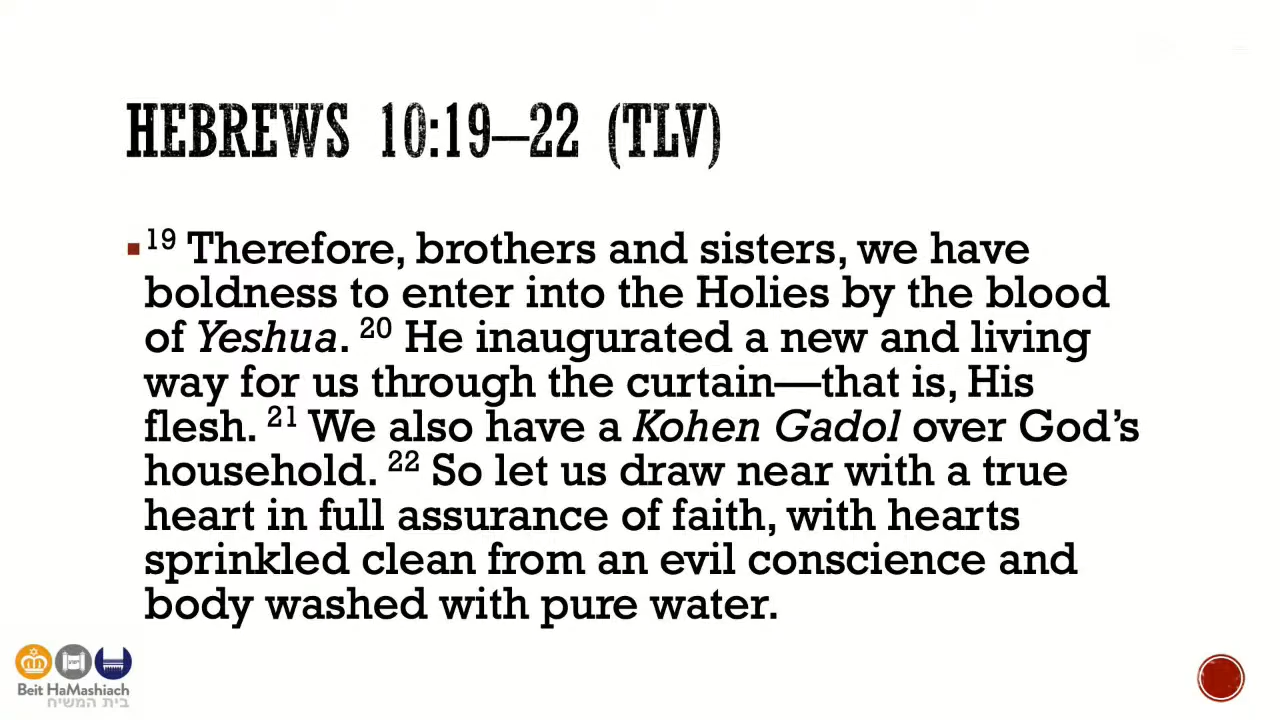 HEBREWS 10:19–22 (TLV)
▪ 19 Therefore, brothers and sisters, we have
boldness to enter into the Holies by the blood
of Yeshua. 20 He inaugurated a new and living
way for us through the curtain—that is, His
flesh. 21 We also have a Kohen Gadol over God’s
household. 22 So let us draw near with a true
heart in full assurance of faith, with hearts
sprinkled clean from an evil conscience and
body washed with pure water.
Beit HaMashiach
בית המשיח